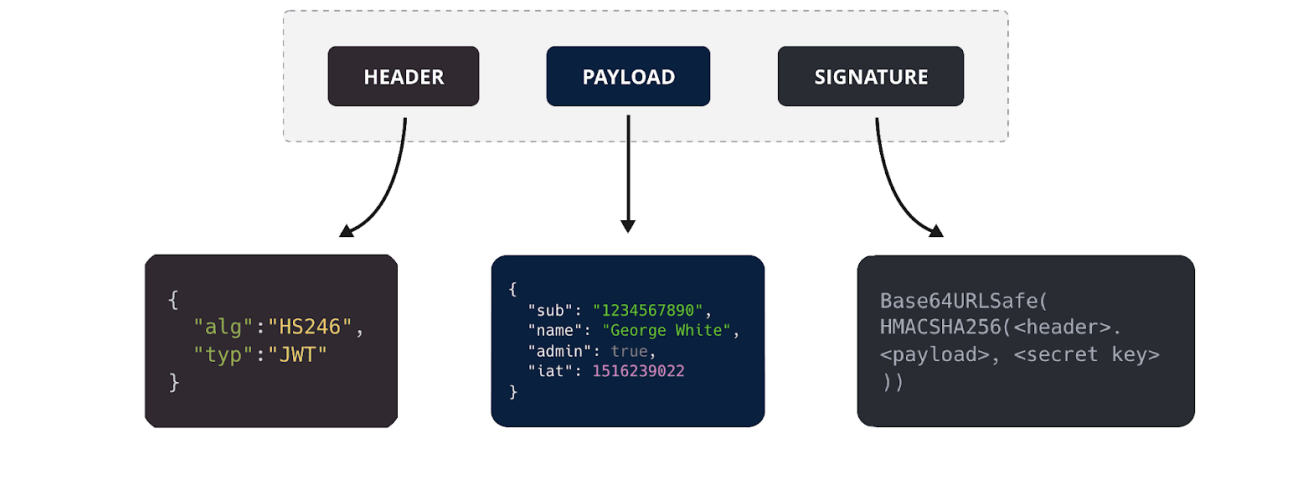 HEADER
PAYLOAD
SIGNATURE
{
"alg":"HS246",
"typ":"JWT"
}
{
"sub": "1234567890",
"name": "George White",
"admin": true,
"iat": 1516239022
}
Base64URLSafe(
HMACSHA256(<header>.
<payload>, <secret key>
))